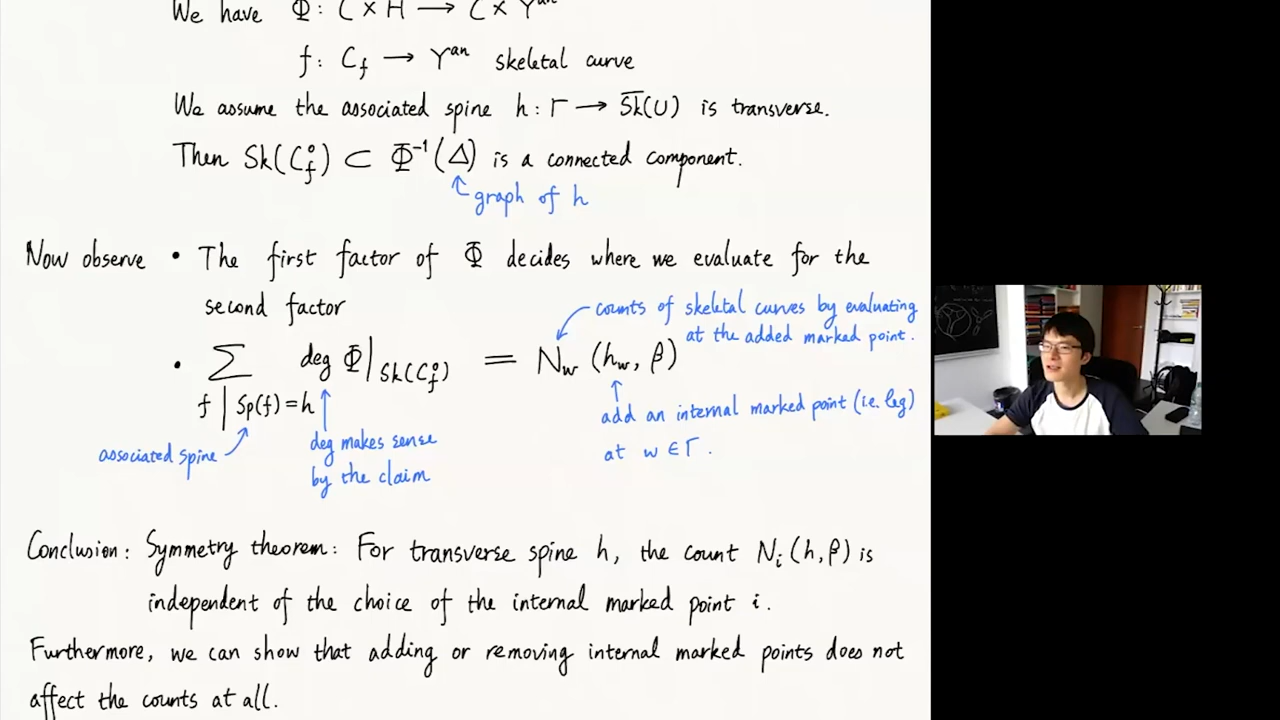 We have Φ: C × H → C × Y^an
f: C_f → Y^an skeletal curve
We assume the associated spine h: Γ → S̅k̅(U) is transverse.
Then Sk(C_f°) ⊂ Φ⁻¹(Δ) is a connected component.
graph of h
Now observe • The first factor of Φ decides where we evaluate for the
second factor
counts of skeletal curves by evaluating
at the added marked point.
• Σ deg Φ|_Sk(C_f°) = N_w (h_w, β)
f | Sp(f) = h
add an internal marked point (i.e. leg)
at w ∈ Γ.
associated spine
deg makes sense
by the claim
Conclusion: Symmetry theorem: For transverse spine h, the count N_i(h, β) is
independent of the choice of the internal marked point i.
Furthermore, we can show that adding or removing internal marked points does not
affect the counts at all.